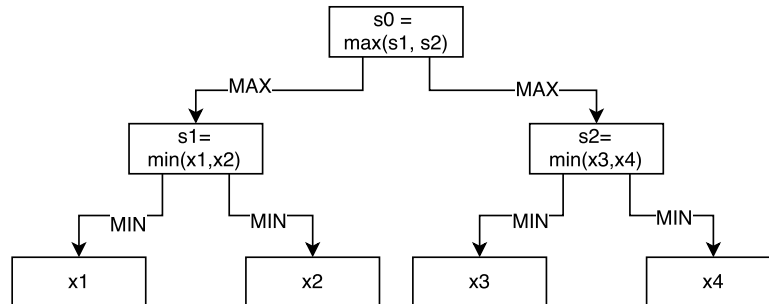 s0 =
max(s1, s2)
MAX
MAX
s1=
min(x1,x2)
s2=
min(x3,x4)
MIN
MIN
MIN
MIN
x1
x2
x3
x4